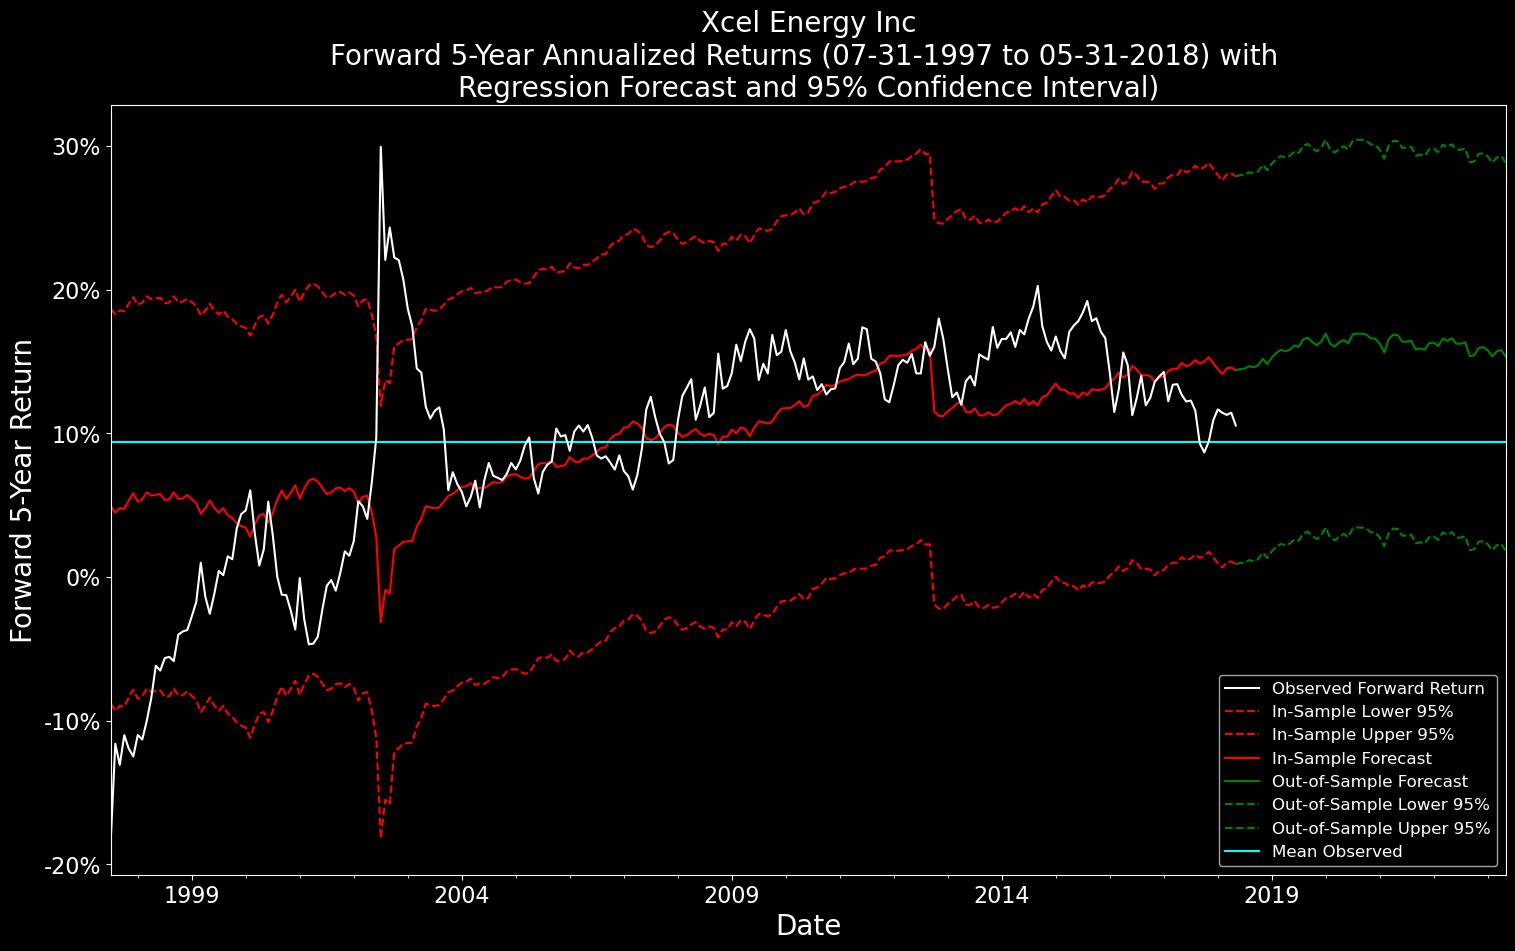 Xcel Energy Inc
Forward 5-Year Annualized Returns (07-31-1997 to 05-31-2018) with
Regression Forecast and 95% Confidence Interval)
Forward 5-Year Return
30%
20%
10%
0%
-10%
-20%
1999
2004
2009
2014
2019
Date
Observed Forward Return
In-Sample Lower 95%
In-Sample Upper 95%
In-Sample Forecast
Out-of-Sample Forecast
Out-of-Sample Lower 95%
Out-of-Sample Upper 95%
Mean Observed